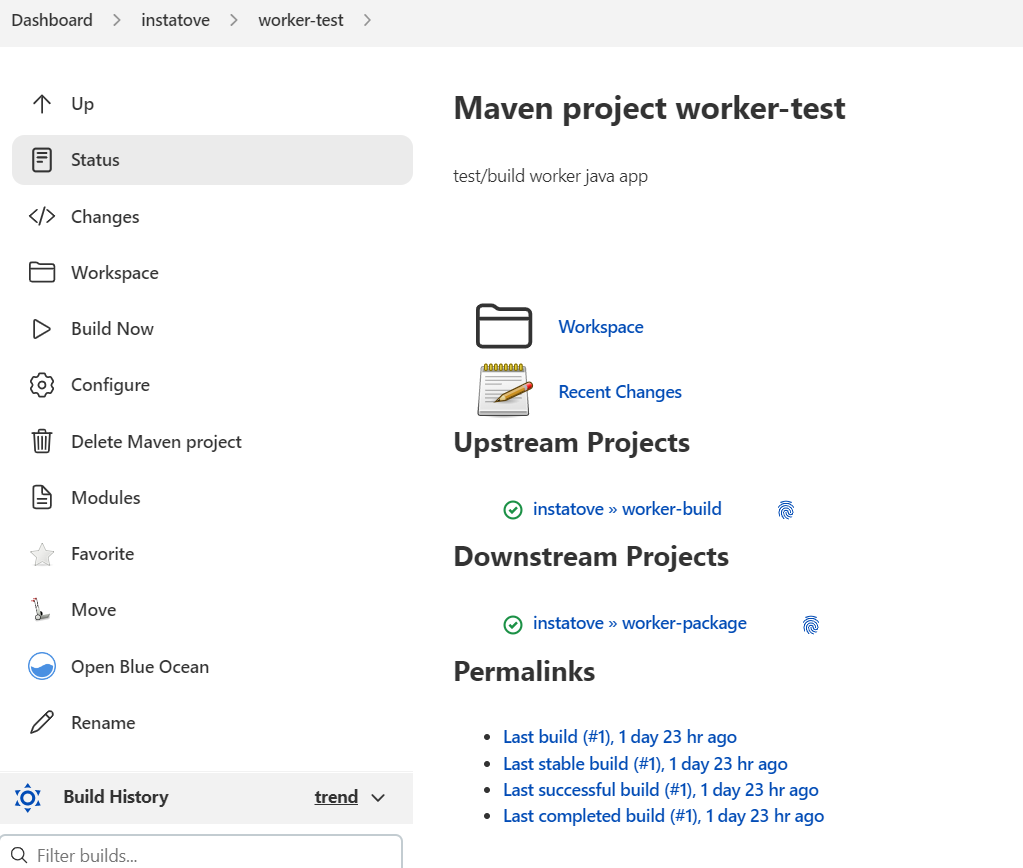 Dashboard > instatove > worker-test >
Up
Status
Changes
Workspace
Build Now
Configure
Delete Maven project
Modules
Favorite
Move
Open Blue Ocean
Rename
Build History trend
Filter builds...
Maven project worker-test
test/build worker java app
Workspace
Recent Changes
Upstream Projects
instatove » worker-build
Downstream Projects
instatove » worker-package
Permalinks
Last build (#1), 1 day 23 hr ago
Last stable build (#1), 1 day 23 hr ago
Last successful build (#1), 1 day 23 hr ago
Last completed build (#1), 1 day 23 hr ago